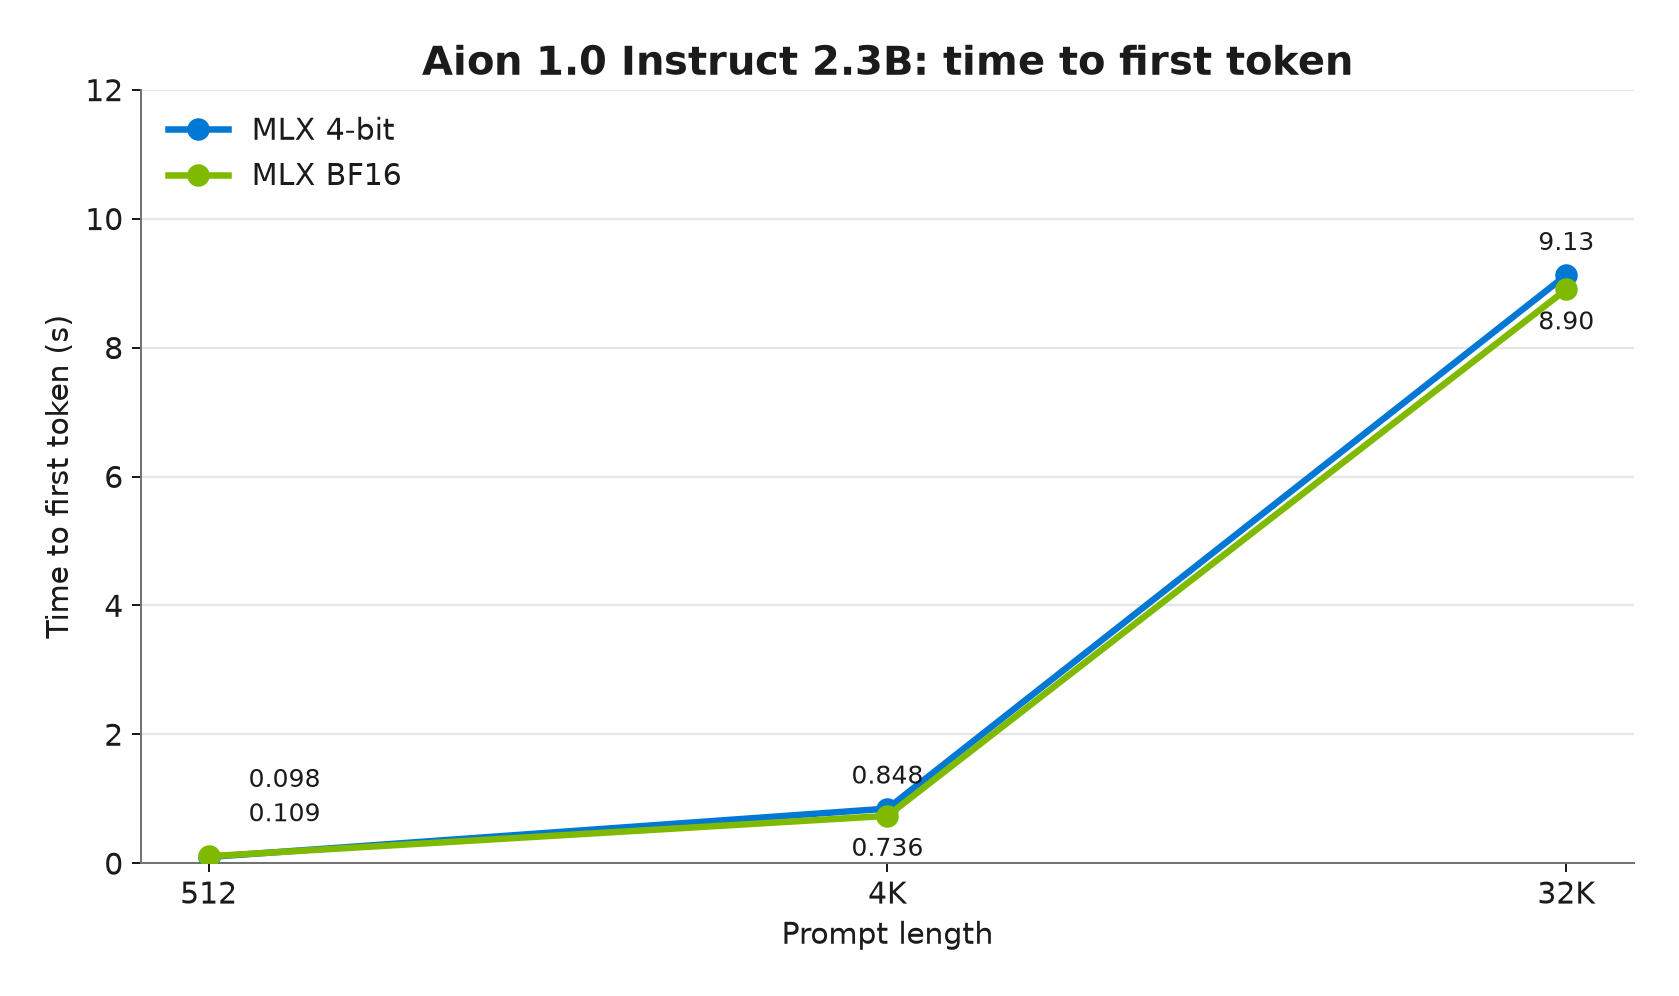 Aion 1.0 Instruct 2.3B: time to first token
MLX 4-bit
MLX BF16
Time to first token (s)
12
10
8
6
4
2
0
9.13
8.90
0.098
0.109
0.848
0.736
512
4K
32K
Prompt length